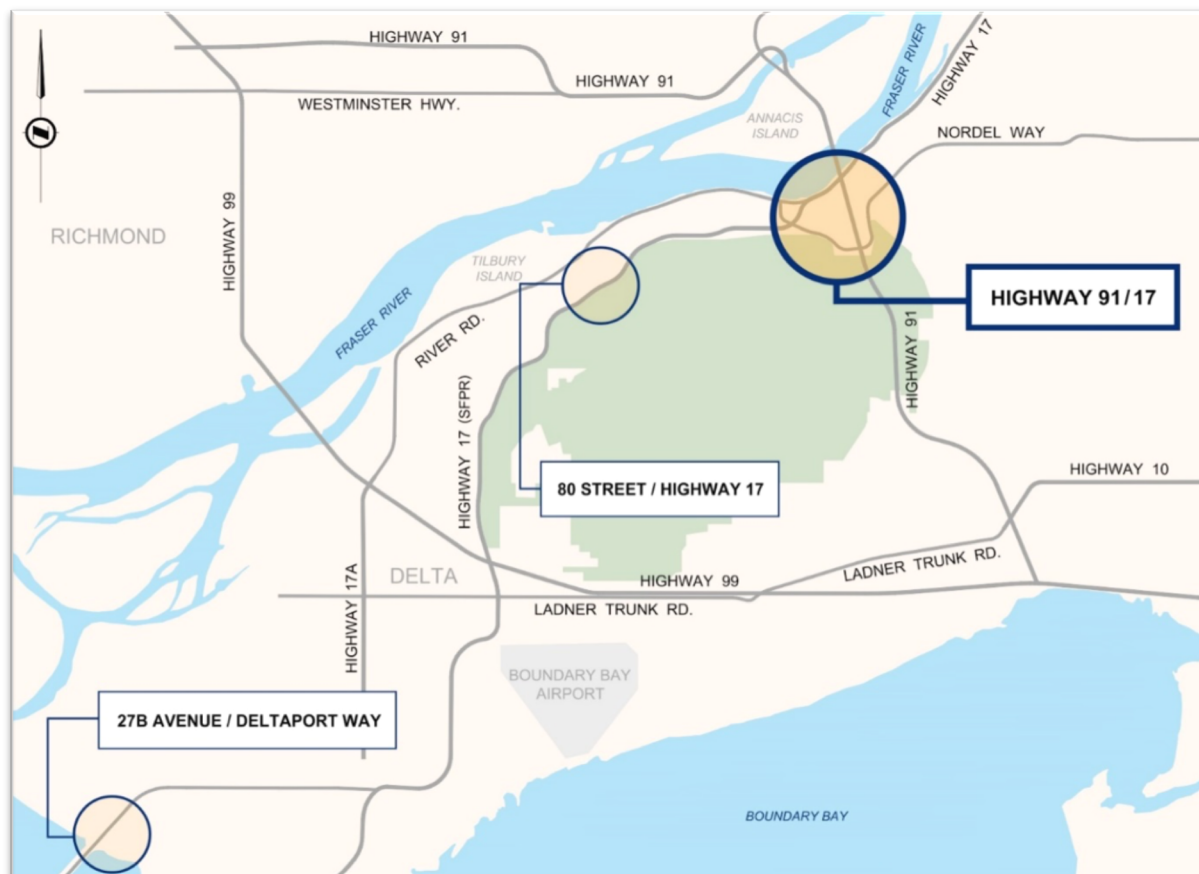 HIGHWAY 91
HIGHWAY 91
WESTMINSTER HWY.
FRASER RIVER
HIGHWAY 17
ANNACIS
ISLAND
NORDEL WAY
HIGHWAY 99
RICHMOND
TILBURY
ISLAND
FRASER RIVER
RIVER RD.
HIGHWAY 91/17
HIGHWAY 91
HIGHWAY 17 (SFPR)
80 STREET / HIGHWAY 17
HIGHWAY 10
DELTA
HIGHWAY 99
LADNER TRUNK RD.
LADNER TRUNK RD.
HIGHWAY 17A
BOUNDARY BAY
AIRPORT
27B AVENUE / DELTAPORT WAY
BOUNDARY BAY